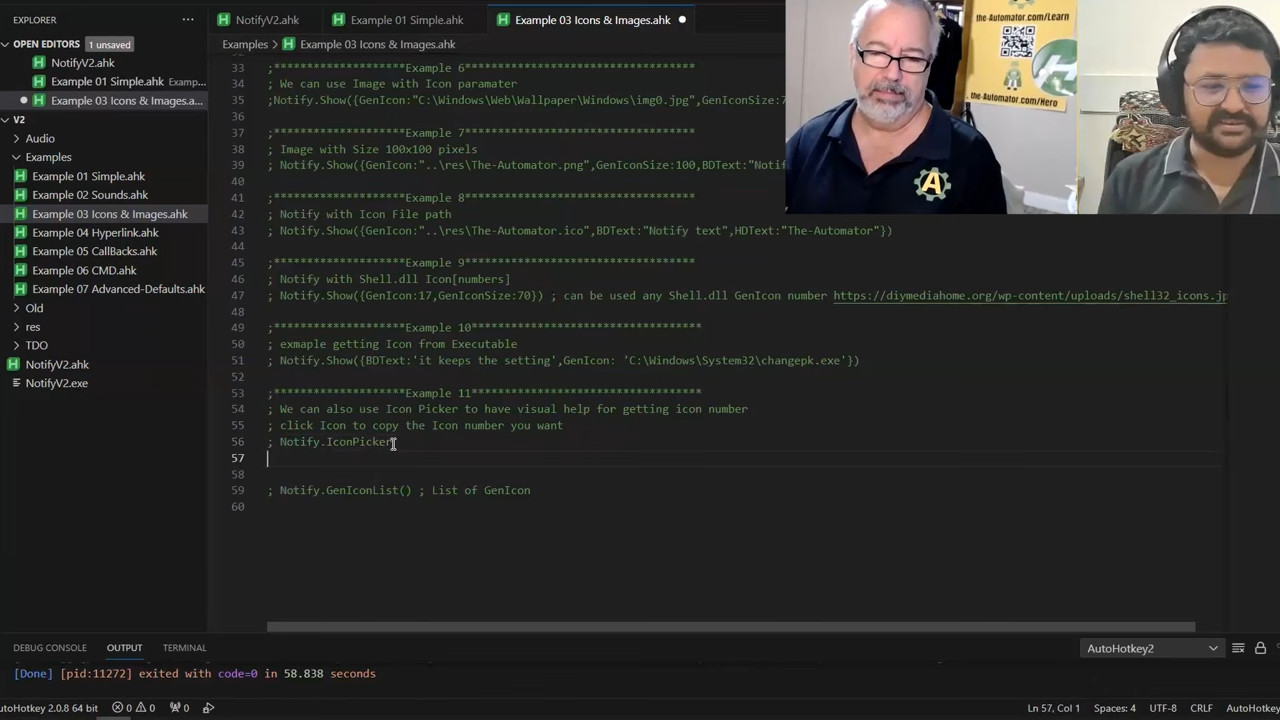 EXPLORER
OPEN EDITORS 1 unsaved
NotifyV2.ahk
Example 01 Simple.ahk Examp...
Example 03 Icons & Images.a...
V2
Audio
Examples
Example 01 Simple.ahk
Example 02 Sounds.ahk
Example 03 Icons & Images.ahk
Example 04 Hyperlink.ahk
Example 05 CallBacks.ahk
Example 06 CMD.ahk
Example 07 Advanced-Defaults.ahk
Old
res
TDO
NotifyV2.ahk
NotifyV2.exe
NotifyV2.ahk Example 01 Simple.ahk Example 03 Icons & Images.ahk
Examples > Example 03 Icons & Images.ahk
33 ;********************Example 6***********************************
34 ; We can use Image with Icon paramater
35 ;Notify.Show({GenIcon:"C:\Windows\Web\Wallpaper\Windows\img0.jpg",GenIconSize:7
36
37 ;********************Example 7***********************************
38 ; Image with Size 100x100 pixels
39 ; Notify.Show({GenIcon:"..\res\The-Automator.png",GenIconSize:100,BDText:"Notif
40
41 ;********************Example 8***********************************
42 ; Notify with Icon File path
43 ; Notify.Show({GenIcon:"..\res\The-Automator.ico",BDText:"Notify text",HDText:"The-Automator"})
44
45 ;********************Example 9***********************************
46 ; Notify with Shell.dll Icon[numbers]
47 ; Notify.Show({GenIcon:17,GenIconSize:70}) ; can be used any Shell.dll GenIcon number https://diymediahome.org/wp-content/uploads/shell32_icons.jp
48
49 ;********************Example 10***********************************
50 ; exmaple getting Icon from Executable
51 ; Notify.Show({BDText:'it keeps the setting',GenIcon: 'C:\Windows\System32\changepk.exe'})
52
53 ;********************Example 11***********************************
54 ; We can also use Icon Picker to have visual help for getting icon number
55 ; click Icon to copy the Icon number you want
56 ; Notify.IconPicker
57
58
59 ; Notify.GenIconList() ; List of GenIcon
60
the-Automator.com/Learn
the-Automator.com/Hero
A
DEBUG CONSOLE OUTPUT TERMINAL
AutoHotkey2
[Done] [pid:11272] exited with code=0 in 58.838 seconds
utoHotkey 2.0.8 64 bit 0 0 0
Ln 57, Col 1 Spaces: 4 UTF-8 CRLF AutoHotkey